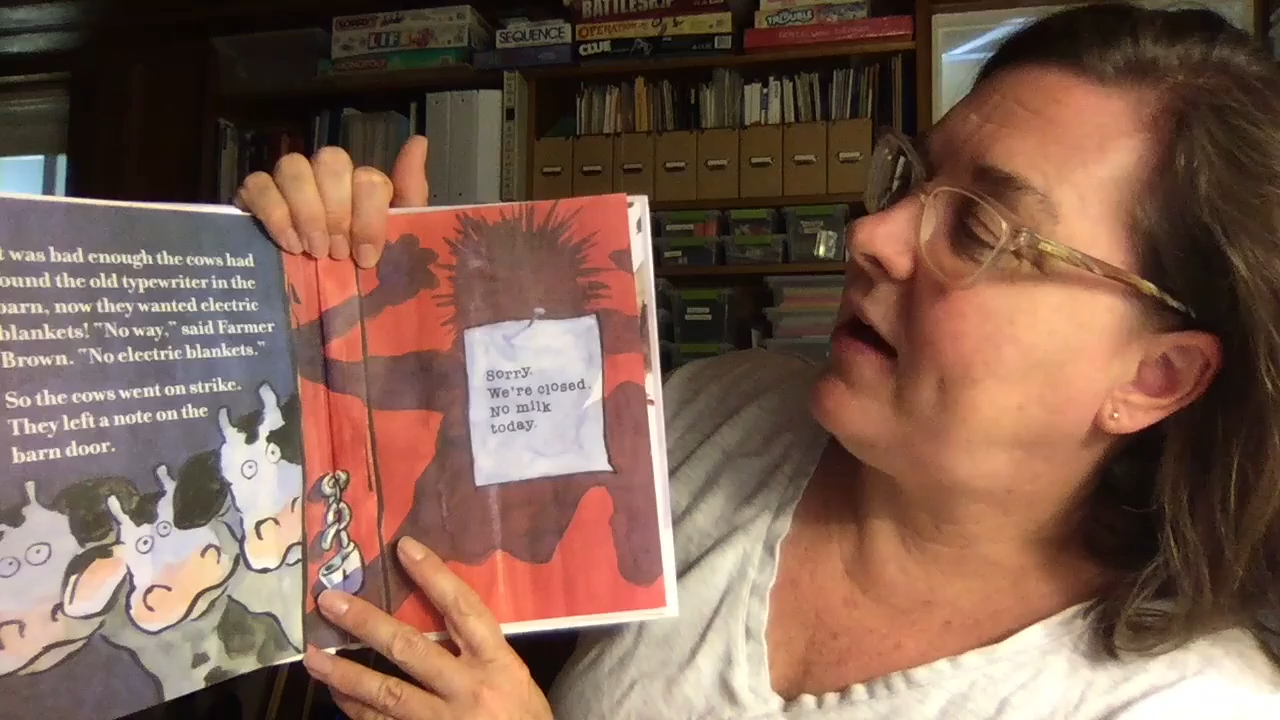 SORRY!
LIFE
MONOPOLY
SEQUENCE
BATTLESHIP
OPERATION
CLUE
TROUBLE
t was bad enough the cows had
ound the old typewriter in the
barn, now they wanted electric
blankets! "No way," said Farmer
Brown. "No electric blankets."
So the cows went on strike.
They left a note on the
barn door.
Sorry.
We're closed.
No milk
today.